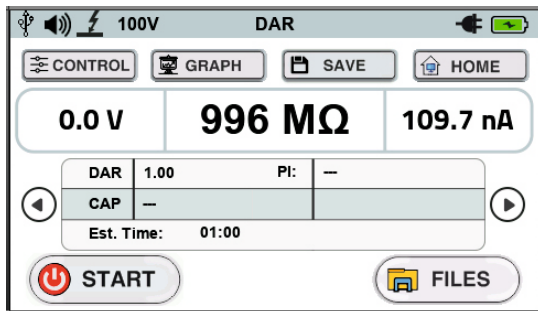 100V DAR
CONTROL GRAPH SAVE HOME
0.0 V 996 MΩ 109.7 nA
DAR 1.00 PI: ---
CAP ---
Est. Time: 01:00
START FILES